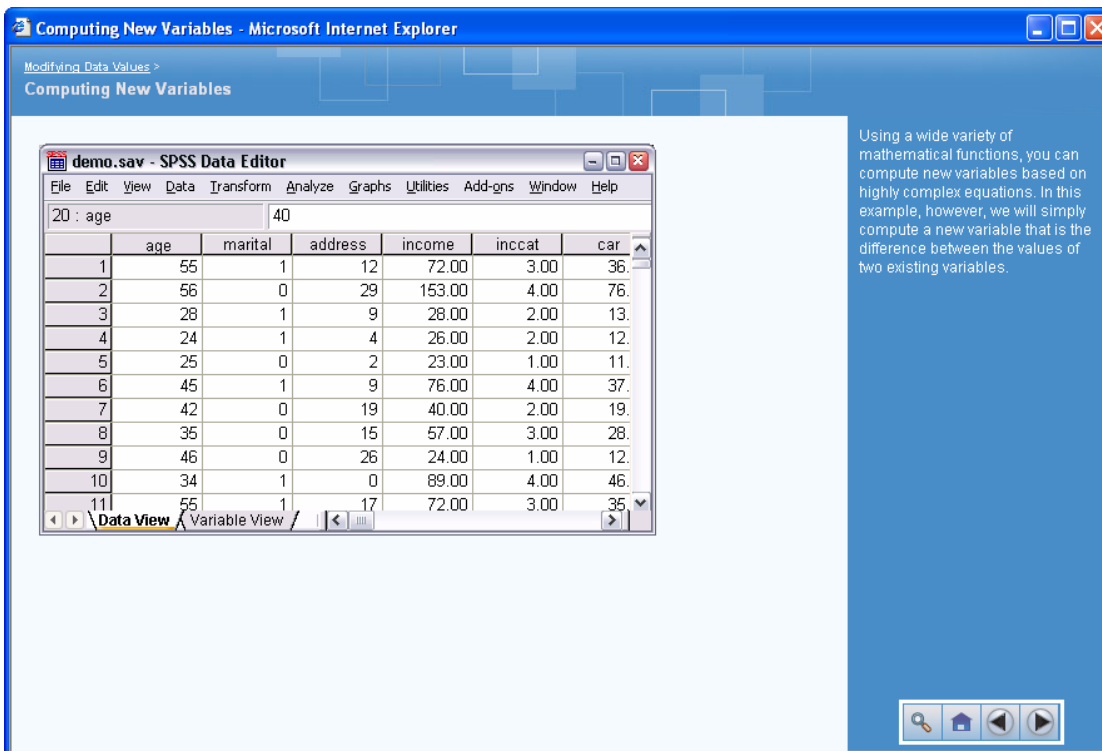 Computing New Variables - Microsoft Internet Explorer
Modifying Data Values >
Computing New Variables
demo.sav - SPSS Data Editor
File Edit View Data Transform Analyze Graphs Utilities Add-ons Window Help
20 : age 40
age marital address income inccat car
1 55 1 12 72.00 3.00 36.
2 56 0 29 153.00 4.00 76.
3 28 1 9 28.00 2.00 13.
4 24 1 4 26.00 2.00 12.
5 25 0 2 23.00 1.00 11.
6 45 1 9 76.00 4.00 37.
7 42 0 19 40.00 2.00 19.
8 35 0 15 57.00 3.00 28.
9 46 0 26 24.00 1.00 12.
10 34 1 0 89.00 4.00 46.
11 55 1 17 72.00 3.00 35.
Data View Variable View
Using a wide variety of
mathematical functions, you can
compute new variables based on
highly complex equations. In this
example, however, we will simply
compute a new variable that is the
difference between the values of
two existing variables.